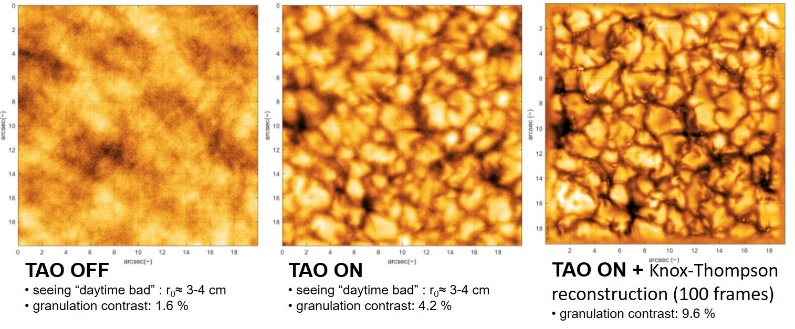 0
2
4
6
8
10
12
14
16
18
0 2 4 6 8 10 12 14 16 18
arcsec(~)
arcsec(~)
0
2
4
6
8
10
12
14
16
18
0 2 4 6 8 10 12 14 16 18
arcsec(~)
arcsec(~)
2
4
6
8
10
12
14
16
18
2 4 6 8 10 12 14 16 18
arcsec(~)
arcsec(~)
TAO OFF
• seeing “daytime bad” : r₀≈ 3-4 cm
• granulation contrast: 1.6 %
TAO ON
• seeing “daytime bad” : r₀≈ 3-4 cm
• granulation contrast: 4.2 %
TAO ON + Knox-Thompson
reconstruction (100 frames)
• granulation contrast: 9.6 %